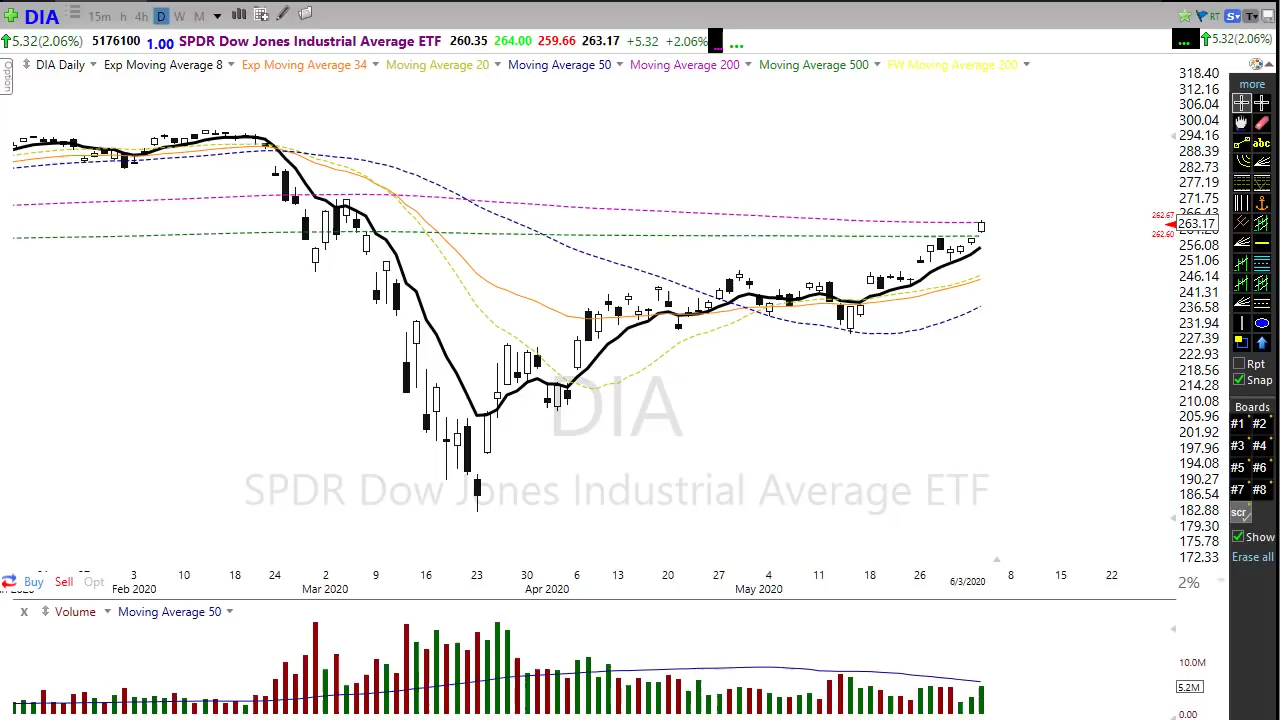 DIA 15m h 4h D W M RT S T
5.32(2.06%) 5176100 1.00 SPDR Dow Jones Industrial Average ETF 260.35 264.00 259.66 263.17 +5.32 +2.06% ... ... 5.32(2.06%)
Option
DIA Daily Exp Moving Average 8 Exp Moving Average 34 Moving Average 20 Moving Average 50 Moving Average 200 Moving Average 500 FW Moving Average 200
318.40
312.16
306.04
300.04
294.16
288.39
282.73
277.19
271.75
262.67
263.17
262.60
256.08
251.06
246.14
241.31
236.58
231.94
227.39
222.93
218.56
214.28
210.08
205.96
201.92
197.96
194.08
190.27
186.54
182.88
179.30
175.78
172.33
more
abc
Rpt
Snap
Boards
#1 #2
#3 #4
#5 #6
#7 #8
scr
Show
Erase all
DIA
SPDR Dow Jones Industrial Average ETF
3 10 18 24 2 9 16 23 30 6 13 20 27 4 11 18 26 6/3/2020 8 15 22
Feb 2020 Mar 2020 Apr 2020 May 2020
Buy Sell Opt
2%
x Volume Moving Average 50
10.0M
5.2M
0.00